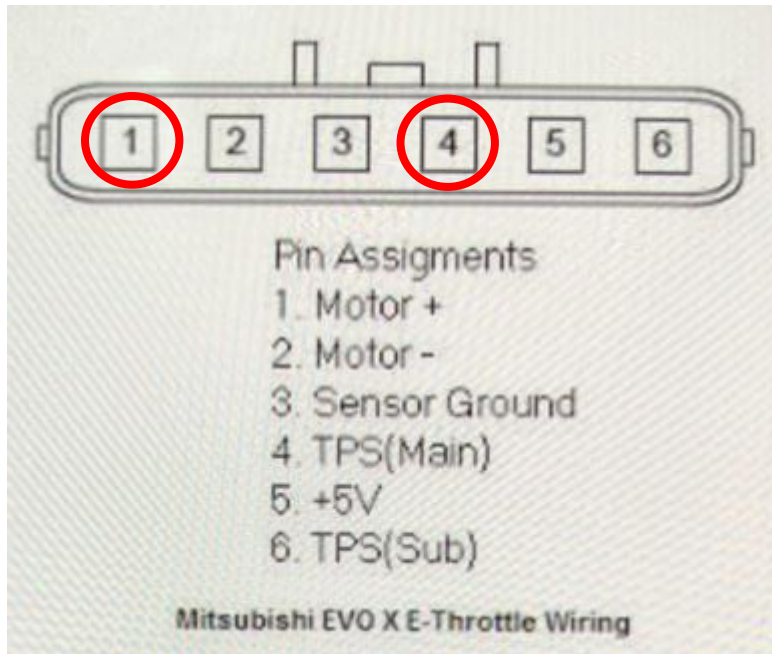 1 2 3 4 5 6
Pin Assigments
1. Motor +
2. Motor -
3. Sensor Ground
4. TPS(Main)
5. +5V
6. TPS(Sub)
Mitsubishi EVO X E-Throttle Wiring